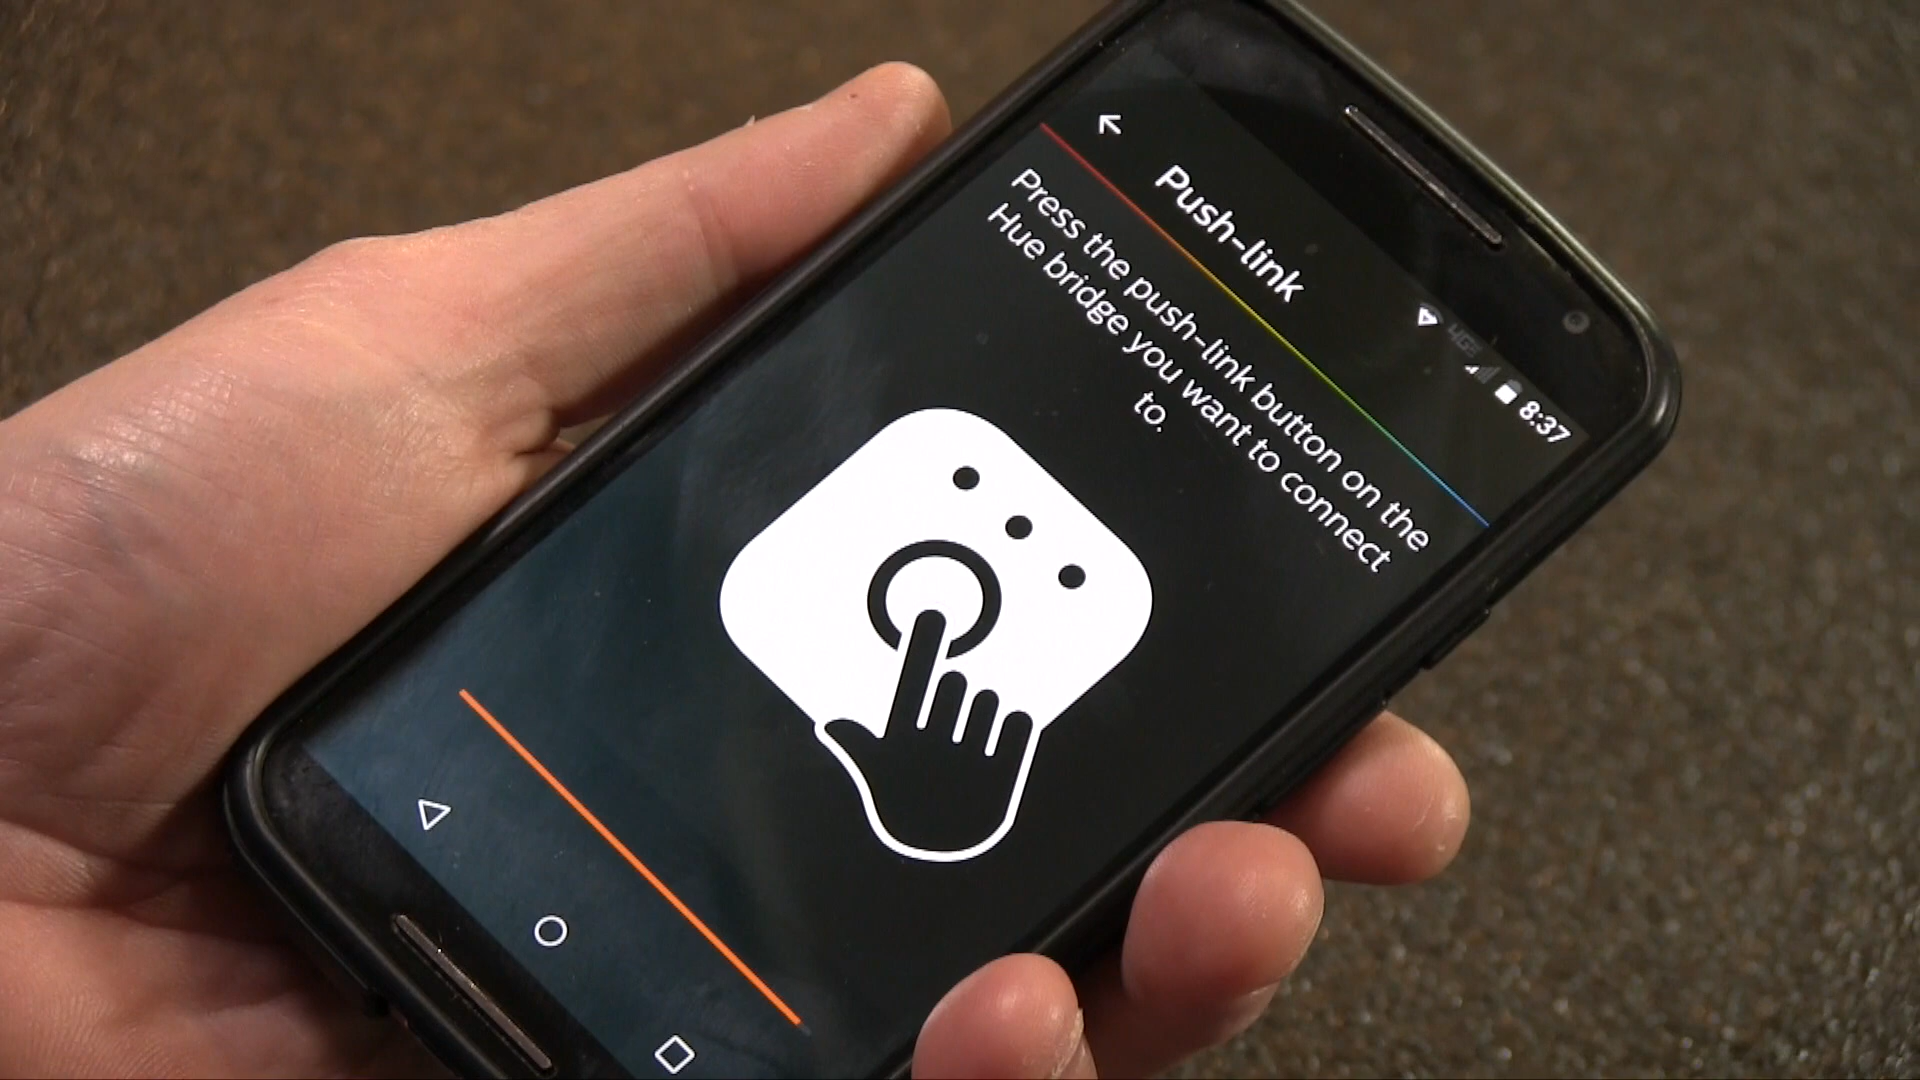 8:37
Push-link
Press the push-link button on the
Hue bridge you want to connect
to.